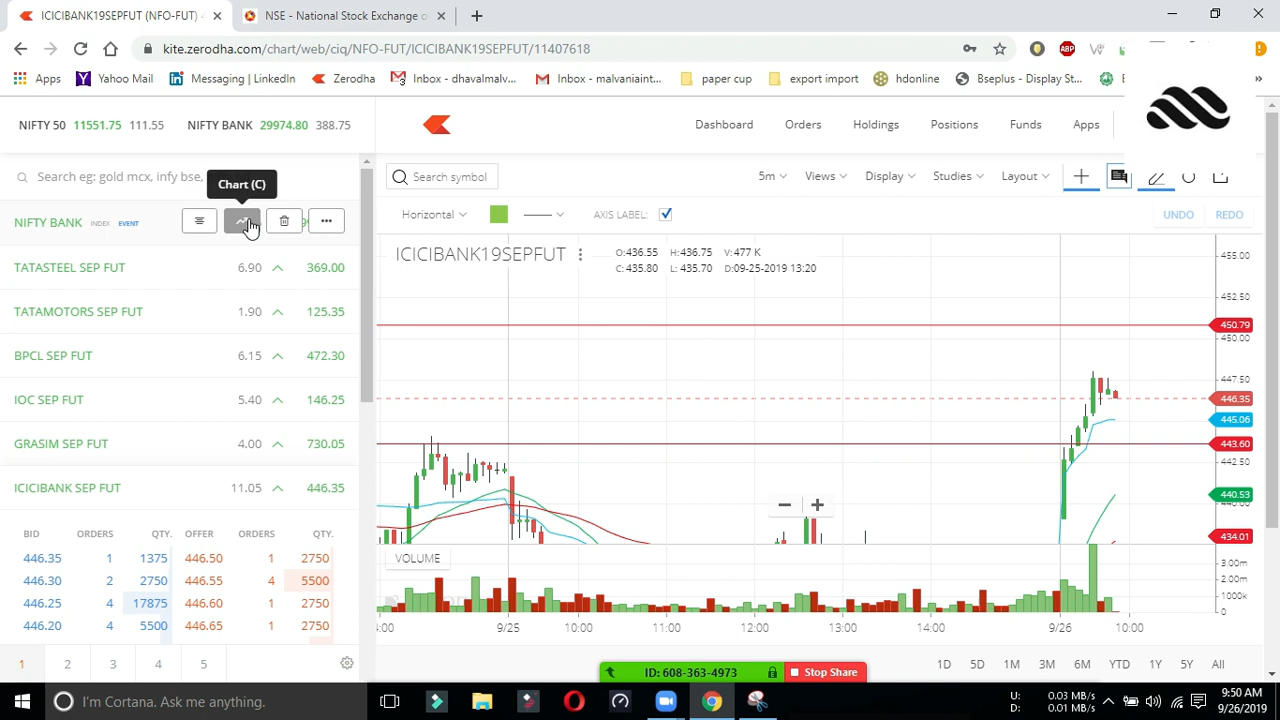 ICICIBANK19SEPFUT (NFO-FUT)
NSE - National Stock Exchange o
kite.zerodha.com/chart/web/ciq/NFO-FUT/ICICIBANK19SEPFUT/11407618
ABP
Apps
Yahoo Mail
Messaging | LinkedIn
Zerodha
Inbox - dhavalmalv...
Inbox - malvaniaint...
paper cup
export import
hdonline
Bseplus - Display St...
NIFTY 50 11551.75 111.55
NIFTY BANK 29974.80 388.75
Dashboard
Orders
Holdings
Positions
Funds
Apps
Search eg: gold mcx, infy bse,
Chart (C)
Search symbol
5m
Views
Display
Studies
Layout
NIFTY BANK INDEX EVENT
Horizontal
AXIS LABEL:
UNDO
REDO
TATASTEEL SEP FUT 6.90 369.00
TATAMOTORS SEP FUT 1.90 125.35
BPCL SEP FUT 6.15 472.30
IOC SEP FUT 5.40 146.25
GRASIM SEP FUT 4.00 730.05
ICICIBANK SEP FUT 11.05 446.35
BID ORDERS QTY. OFFER ORDERS QTY.
446.35 1 1375 446.50 1 2750
446.30 2 2750 446.55 4 5500
446.25 4 17875 446.60 1 2750
446.20 4 5500 446.65 1 2750
1 2 3 4 5
ICICIBANK19SEPFUT
O:436.55 H:436.75 V:477 K
C:435.80 L:435.70 D:09-25-2019 13:20
455.00
452.50
450.79
450.00
447.50
446.35
445.06
443.60
442.50
440.53
440.00
434.01
VOLUME
3.00m
2.00m
1000k
0
9/25
10:00
11:00
12:00
13:00
14:00
9/26
10:00
ID: 608-363-4973
Stop Share
1D 5D 1M 3M 6M YTD 1Y 5Y All
I'm Cortana. Ask me anything.
U: 0.03 MB/s
D: 0.01 MB/s
9:50 AM
9/26/2019